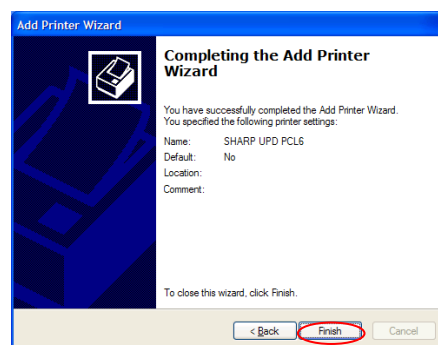 Add Printer Wizard
Completing the Add Printer
Wizard
You have successfully completed the Add Printer Wizard.
You specified the following printer settings:
Name: SHARP UPD PCL6
Default: No
Location:
Comment:
To close this wizard, click Finish.
< Back Finish Cancel